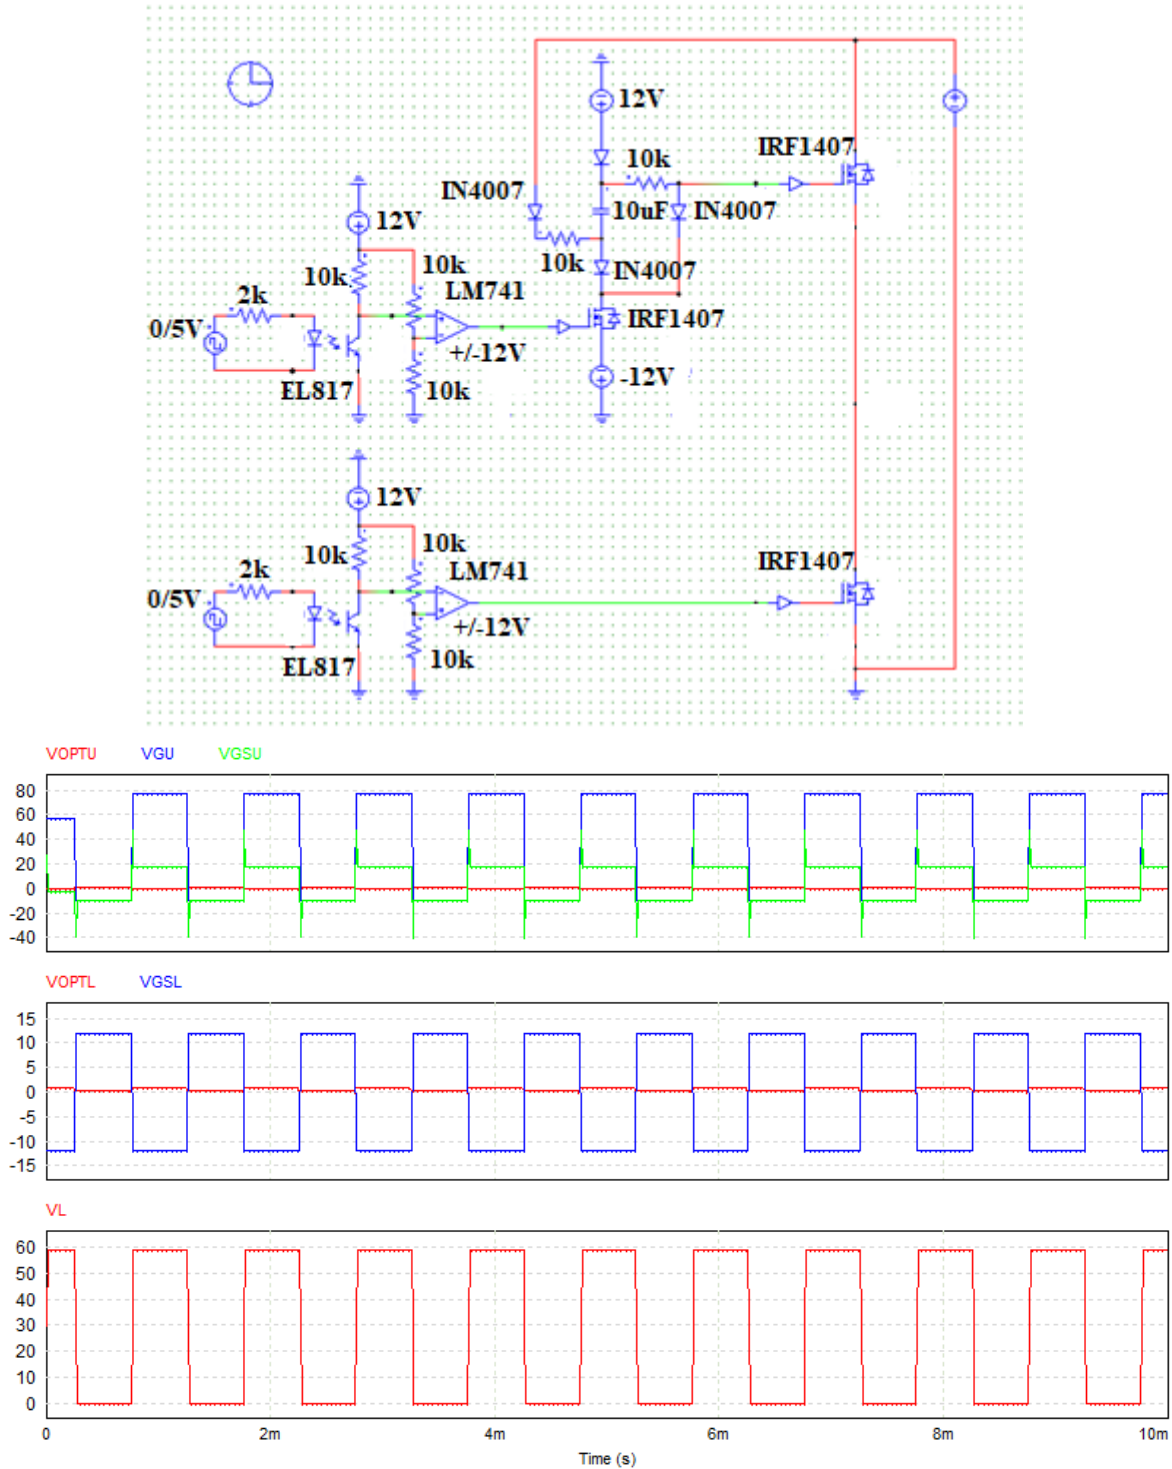 12V
IRF1407
10k
IN4007
10uF
IN4007
12V
10k
IN4007
10k
10k
LM741
IRF1407
2k
0/5V
+/-12V
-12V
EL817
10k
12V
10k
10k
IRF1407
2k
LM741
0/5V
+/-12V
EL817
10k
VOPTU VGU VGSU
80
60
40
20
0
-20
-40
VOPTL VGSL
15
10
5
0
-5
-10
-15
VL
60
50
40
30
20
10
0
0 2m 4m 6m 8m 10m
Time (s)